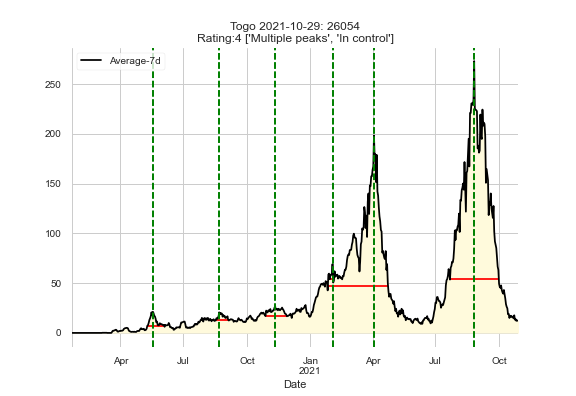 Togo 2021-10-29: 26054
Rating:4 ['Multiple peaks', 'In control']
Average-7d
250
200
150
100
50
0
Apr Jul Oct Jan Apr Jul Oct
2021
Date